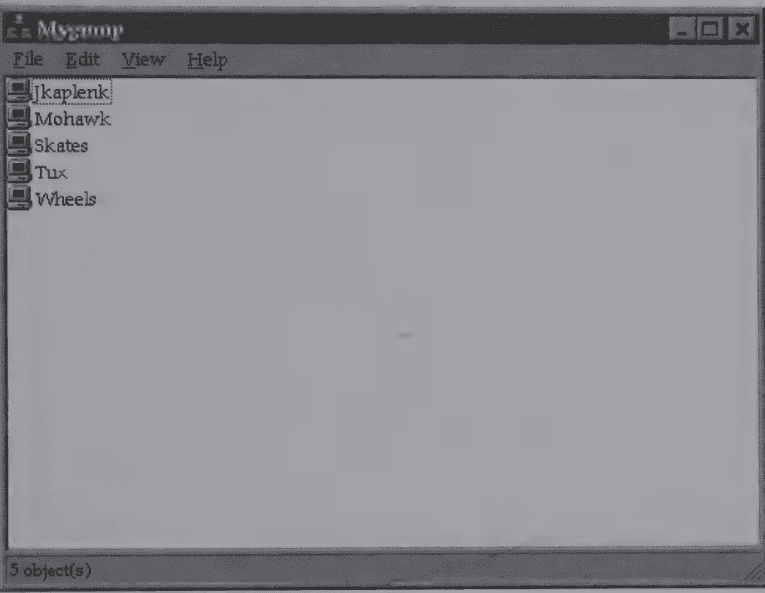 Mygroup
File Edit View Help
Jkaplenk
Mohawk
Skates
Tux
Wheels
5 object(s)